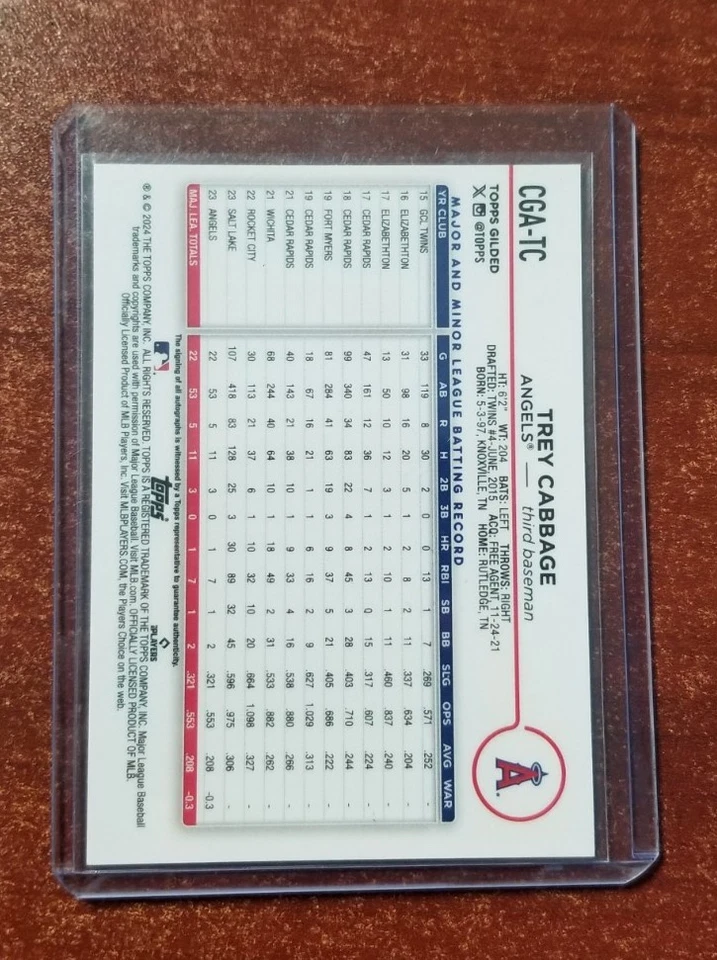 CGA-TC
TREY CABBAGE
ANGELS® — third baseman
TOPPS GILDED
X @TOPPS
HT: 6'2" WT: 204 BATS: LEFT THROWS: RIGHT
DRAFTED: TWINS #4-JUNE 2015 ACQ: FREE AGENT, 11-24-21
BORN: 5-3-97, KNOXVILLE, TN HOME: RUTLEDGE, TN
MAJOR AND MINOR LEAGUE BATTING RECORD
YR CLUB G AB R H 2B 3B HR RBI SB BB SLG OPS AVG WAR
15 GCL TWINS 33 119 8 30 2 0 0 13 1 7 .269 .571 .252 -
16 ELIZABETHTON 31 98 16 20 5 1 2 8 2 11 .337 .634 .204 -
17 ELIZABETHTON 13 50 10 12 3 1 2 10 1 11 .460 .837 .240 -
17 CEDAR RAPIDS 47 161 12 36 7 1 2 13 0 15 .317 .607 .224 -
18 CEDAR RAPIDS 99 340 34 83 22 4 8 45 3 28 .403 .710 .244 -
19 FORT MYERS 81 284 41 63 19 3 9 37 5 21 .405 .686 .222 -
19 CEDAR RAPIDS 18 67 16 21 1 1 6 16 2 9 .627 1.029 .313 -
21 CEDAR RAPIDS 40 143 21 38 10 1 9 33 4 16 .538 .880 .266 -
21 WICHITA 68 244 40 64 10 1 18 49 2 31 .533 .882 .262 -
22 ROCKET CITY 30 113 21 37 6 1 10 32 10 20 .664 1.098 .327 -
23 SALT LAKE 107 418 83 128 25 3 30 89 32 45 .596 .975 .306 -
23 ANGELS 22 53 5 11 3 0 1 7 1 2 .321 .553 .208 -0.3
MAJ. LEA. TOTALS 22 53 5 11 3 0 1 7 1 2 .321 .553 .208 -0.3
The signing of all autographs is witnessed by a Topps representative to guarantee authenticity.
topps
PLAYERS
® & © 2024 THE TOPPS COMPANY, INC. ALL RIGHTS RESERVED. TOPPS IS A REGISTERED TRADEMARK OF THE TOPPS COMPANY, INC. Major League Baseball
trademarks and copyrights are used with permission of Major League Baseball. Visit MLB.com. OFFICIALLY LICENSED PRODUCT OF MLB
Officially Licensed Product of MLB Players, Inc. Visit MLBPLAYERS.COM, the Players Choice on the web.